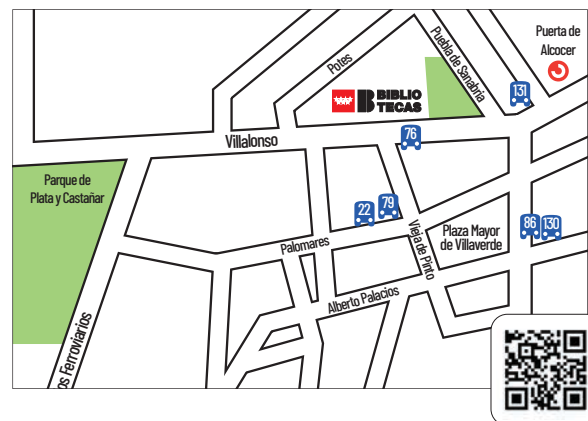 Puerta de
Alcocer
Puebla de Sanabria
Potes
131
BIBLIO
TECAS
76
Villalonso
Parque de
Plata y Castañar
22
79
86
130
Plaza Mayor
de Villaverde
Vieja de Pinto
Palomares
Alberto Palacios
os Ferroviarios